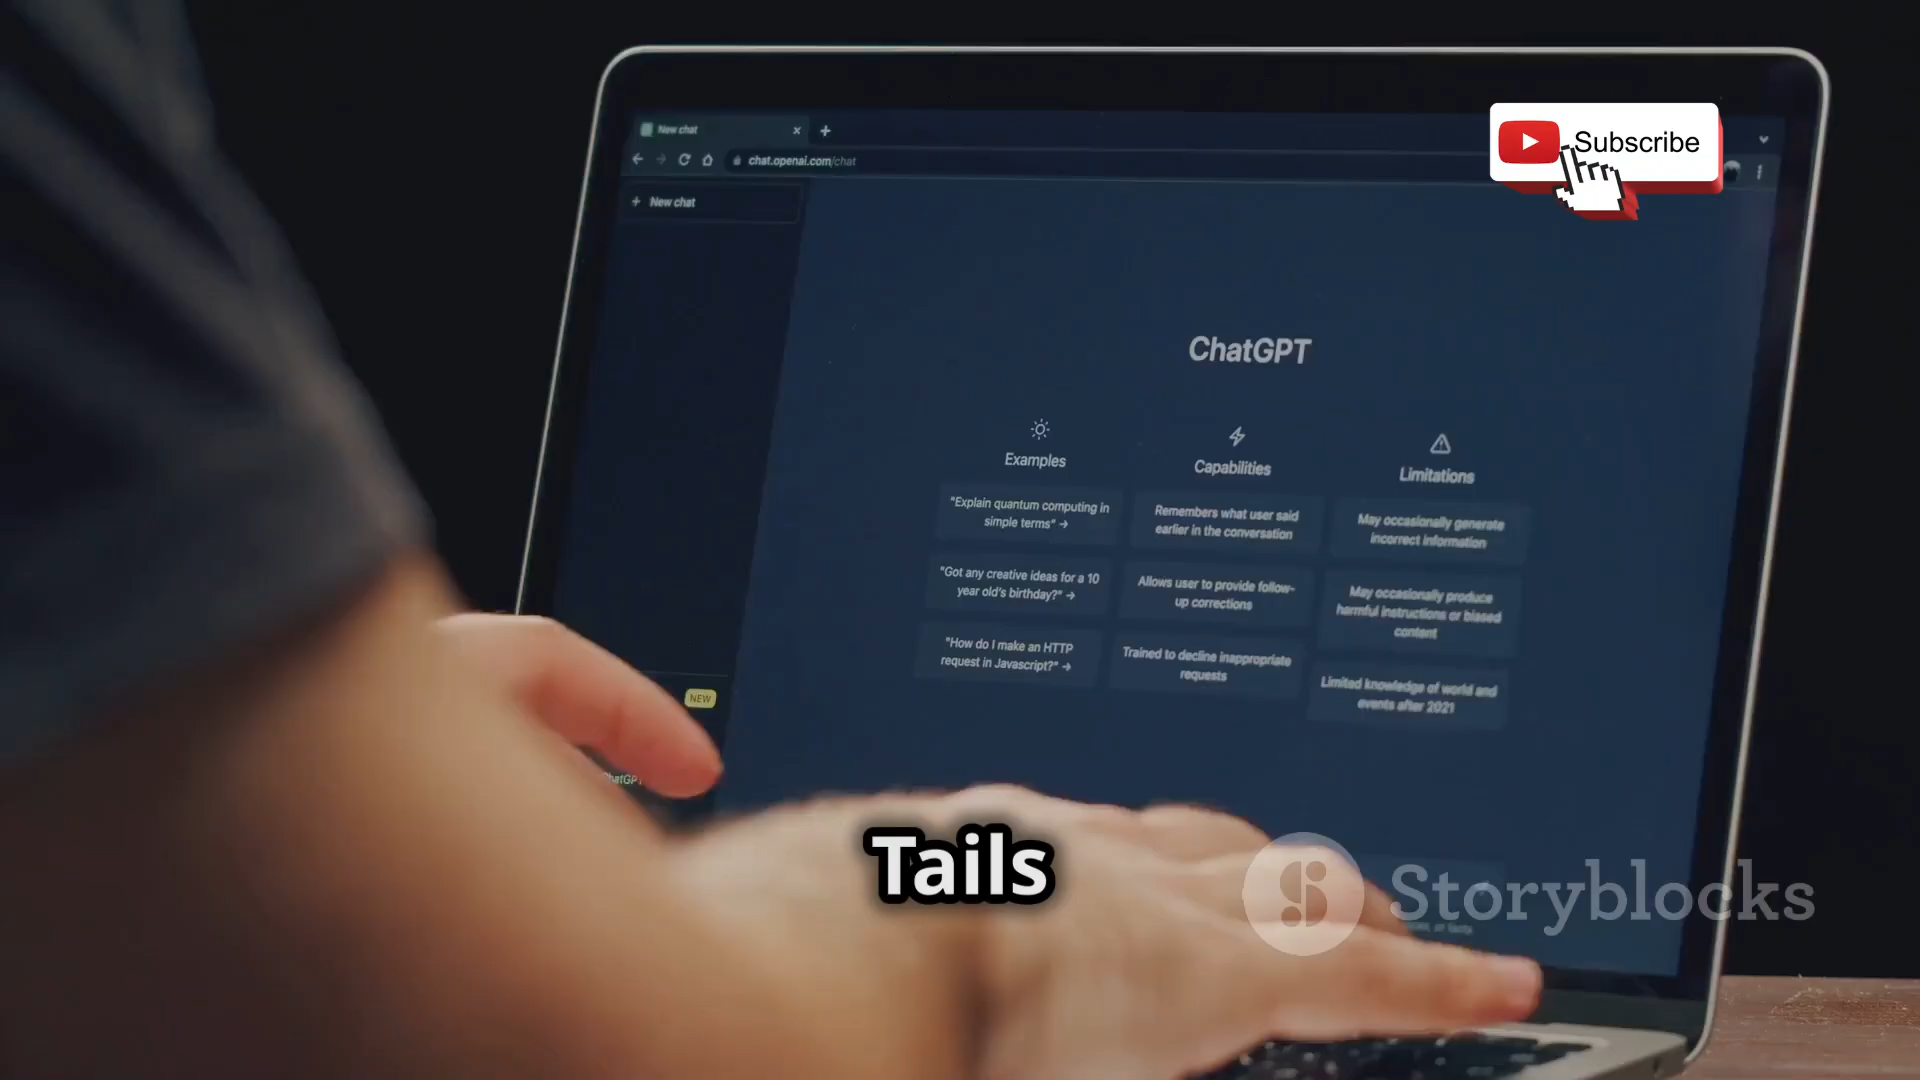 New chat
chat.openai.com/chat
Subscribe
New chat
ChatGPT
Examples
"Explain quantum computing in
simple terms" →
"Got any creative ideas for a 10
year old's birthday?" →
"How do I make an HTTP
request in Javascript?" →
Capabilities
Remembers what user said
earlier in the conversation
Allows user to provide follow-
up corrections
Trained to decline inappropriate
requests
Limitations
May occasionally generate
incorrect information
May occasionally produce
harmful instructions or biased
content
Limited knowledge of world and
events after 2021
NEW
Tails
Storyblocks